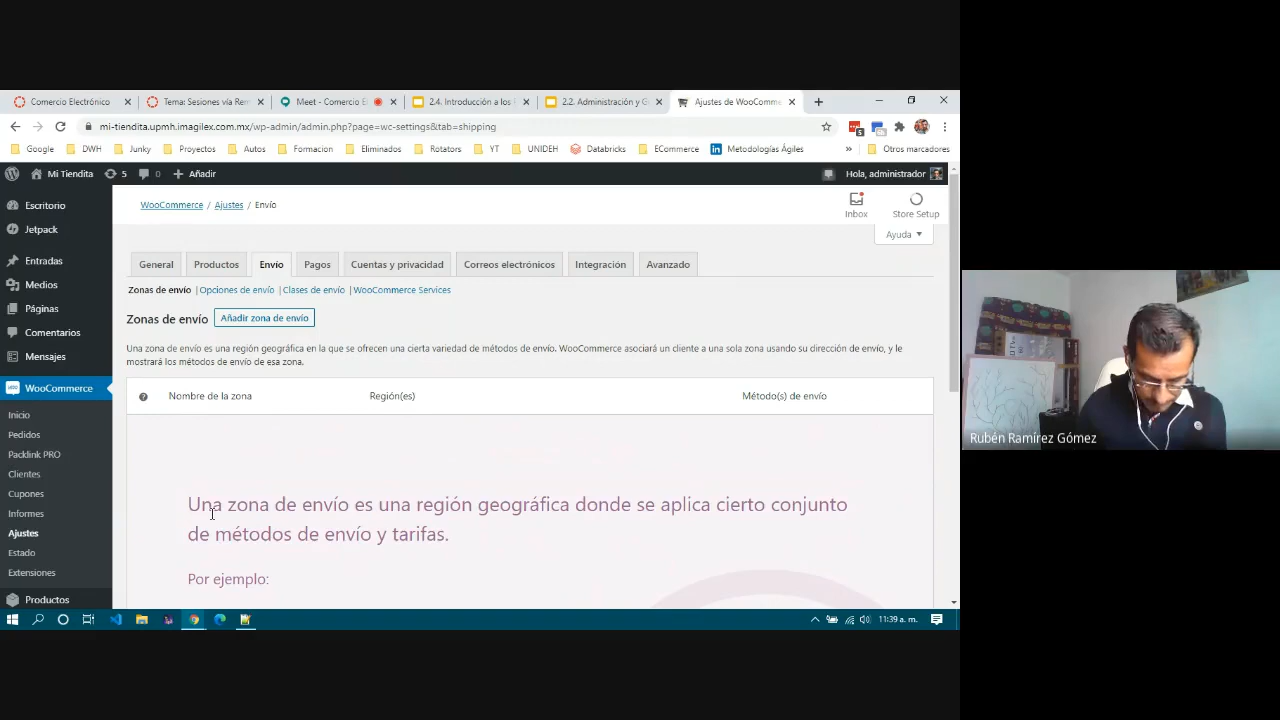 Comercio Electrónico
Tema: Sesiones vía Rem
Meet - Comercio E
2.4. Introducción a los
2.2. Administración y G
Ajustes de WooComme
mi-tiendita.upmh.imagilex.com.mx/wp-admin/admin.php?page=wc-settings&tab=shipping
5
Google
DWH
Junky
Proyectos
Autos
Formacion
Eliminados
Rotators
YT
UNIDEH
Databricks
ECommerce
Metodologías Ágiles
»
Otros marcadores
Mi Tiendita
5
0
Añadir
Hola, administrador
Escritorio
Jetpack
Entradas
Medios
Páginas
Comentarios
Mensajes
WooCommerce
Inicio
Pedidos
Packlink PRO
Clientes
Cupones
Informes
Ajustes
Estado
Extensiones
Productos
WooCommerce / Ajustes / Envío
Inbox
Store Setup
Ayuda
General
Productos
Envío
Pagos
Cuentas y privacidad
Correos electrónicos
Integración
Avanzado
Zonas de envío | Opciones de envío | Clases de envío | WooCommerce Services
Zonas de envío
Añadir zona de envío
Una zona de envío es una región geográfica en la que se ofrecen una cierta variedad de métodos de envío. WooCommerce asociará un cliente a una sola zona usando su dirección de envío, y le
mostrará los métodos de envío de esa zona.
Nombre de la zona
Región(es)
Método(s) de envío
Una zona de envío es una región geográfica donde se aplica cierto conjunto
de métodos de envío y tarifas.
Por ejemplo:
11:39 a. m.
Rubén Ramírez Gómez